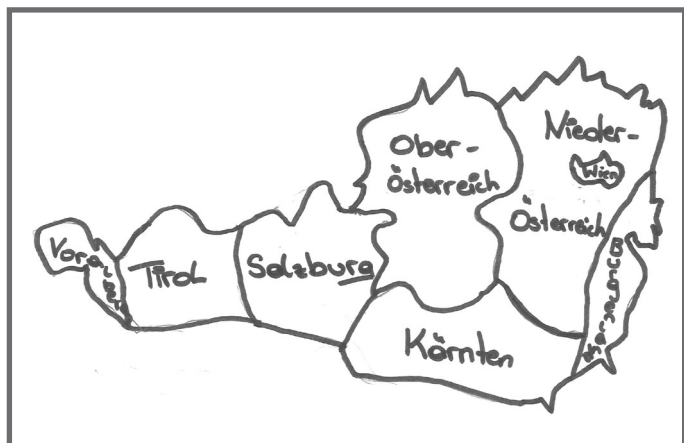 Ober-
Österreich
Nieder-
Wien
Österreich
Tirol
Salzburg
Kärnten